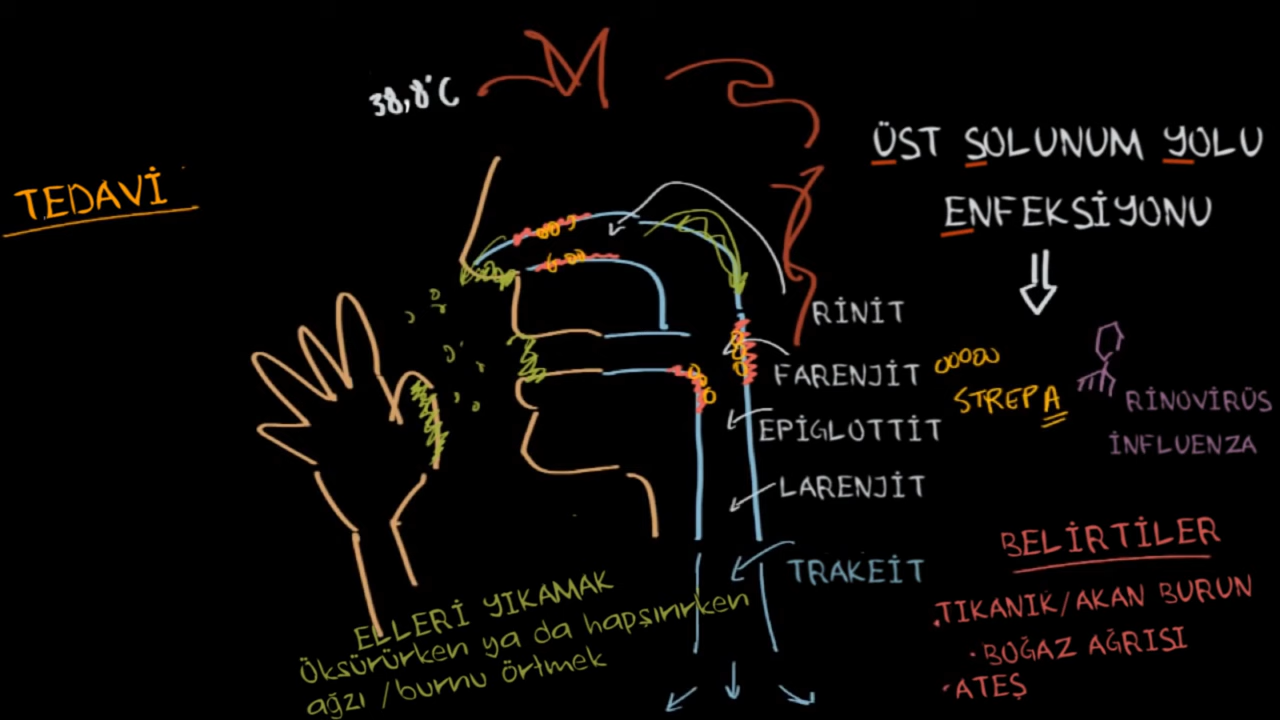 38,8°C
ÜST SOLUNUM YOLU
ENFEKSİYONU
TEDAVİ
RİNİT
FARENJİT
STREP A
RİNOVİRÜS
İNFLUENZA
EPİGLOTTİT
LARENJİT
TRAKEİT
BELİRTİLER
.TIKANIK/AKAN BURUN
· BOĞAZ AĞRISI
· ATEŞ
ELLERİ YIKAMAK
Öksürürken ya da hapşırırken
ağzı / burnu örtmek